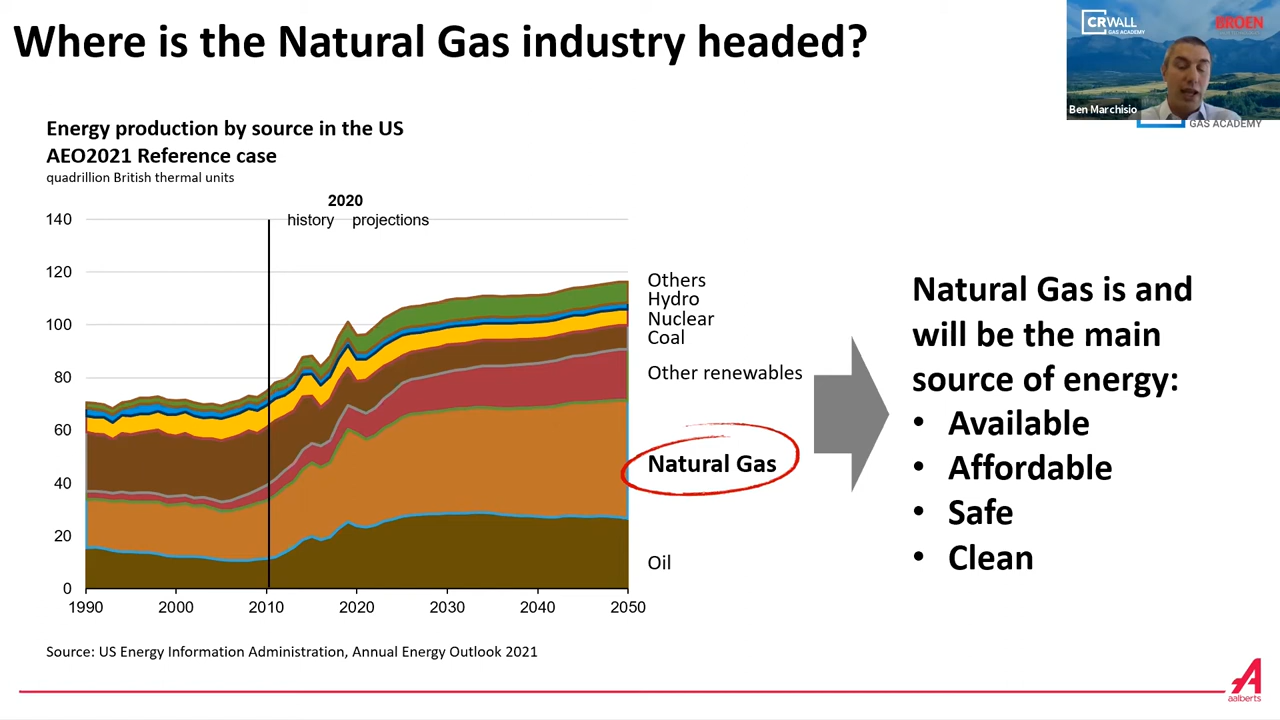 Where is the Natural Gas industry headed?
CRWALL
GAS ACADEMY
BROEN
Ben Marchisio
GAS ACADEMY
Energy production by source in the US
AEO2021 Reference case
quadrillion British thermal units
2020
history projections
140
120
100
80
60
40
20
0
1990 2000 2010 2020 2030 2040 2050
Others
Hydro
Nuclear
Coal
Other renewables
Natural Gas
Oil
Natural Gas is and
will be the main
source of energy:
• Available
• Affordable
• Safe
• Clean
Source: US Energy Information Administration, Annual Energy Outlook 2021
aalberts